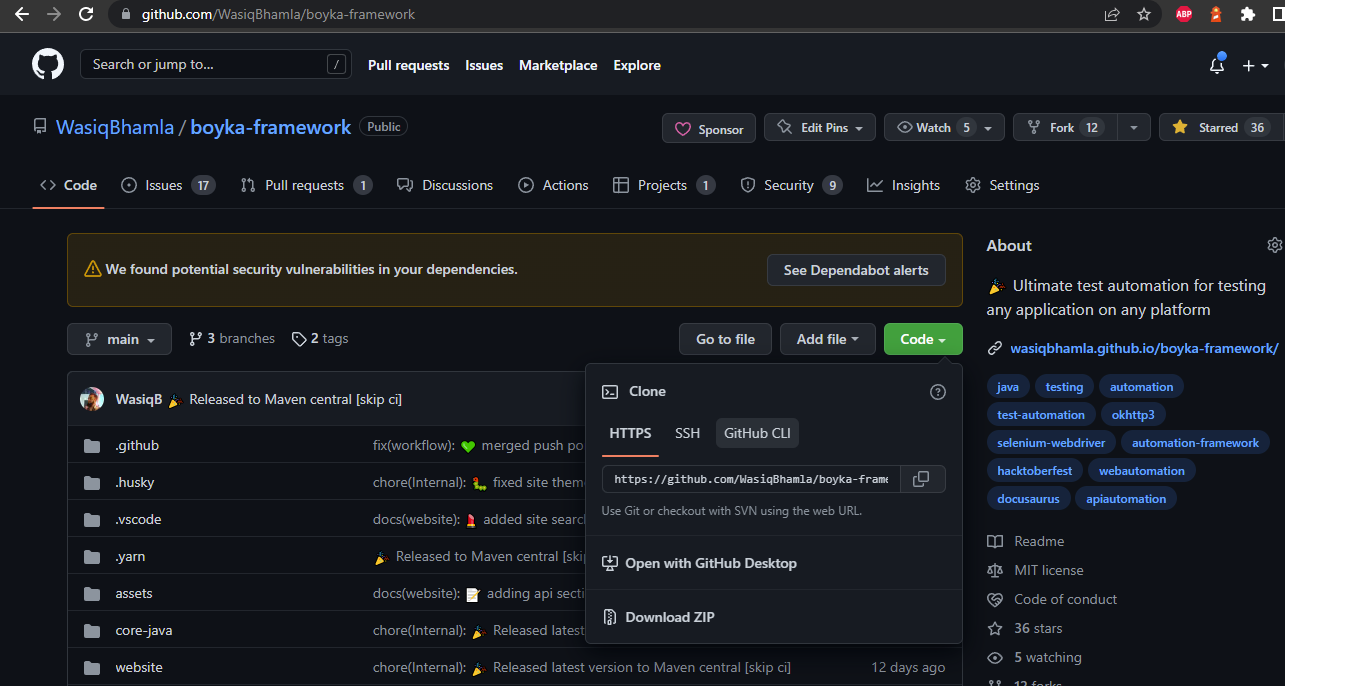 github.com/WasiqBhamla/boyka-framework
ABP
Search or jump to... /
Pull requests Issues Marketplace Explore
WasiqBhamla / boyka-framework Public
Sponsor Edit Pins Watch 5 Fork 12 Starred 36
Code Issues 17 Pull requests 1 Discussions Actions Projects 1 Security 9 Insights Settings
We found potential security vulnerabilities in your dependencies.
See Dependabot alerts
main 3 branches 2 tags Go to file Add file Code
WasiqB 🎉 Released to Maven central [skip ci]
.github fix(workflow): 💚 merged push po
.husky chore(Internal): 🐛 fixed site them
.vscode docs(website): 💄 added site searc
.yarn 🎉 Released to Maven central [ski
assets docs(website): 📝 adding api secti
core-java chore(Internal): 🎉 Released latest
website chore(Internal): 🎉 Released latest version to Maven central [skip ci] 12 days ago
Clone
HTTPS SSH GitHub CLI
https://github.com/WasiqBhamla/boyka-frame
Use Git or checkout with SVN using the web URL.
Open with GitHub Desktop
Download ZIP
About
🎉 Ultimate test automation for testing
any application on any platform
wasiqbhamla.github.io/boyka-framework/
java testing automation
test-automation okhttp3
selenium-webdriver automation-framework
hacktoberfest webautomation
docusaurus apiautomation
Readme
MIT license
Code of conduct
36 stars
5 watching
12 forks